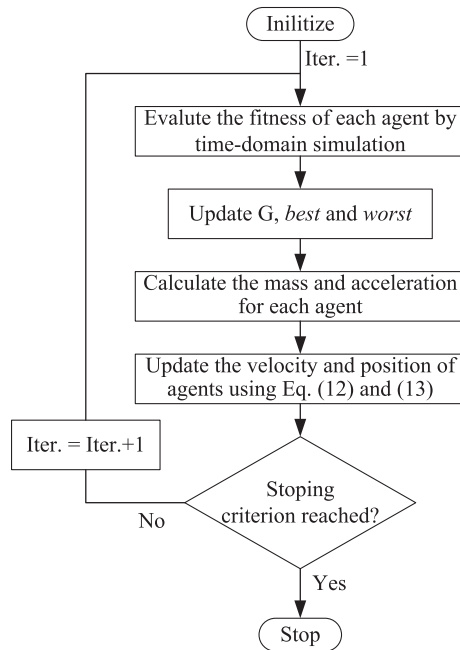 Inilitize
Iter. =1
Evalute the fitness of each agent by
time-domain simulation
Update G, best and worst
Calculate the mass and acceleration
for each agent
Update the velocity and position of
agents using Eq. (12) and (13)
Iter. = Iter.+1
Stoping
criterion reached?
No
Yes
Stop